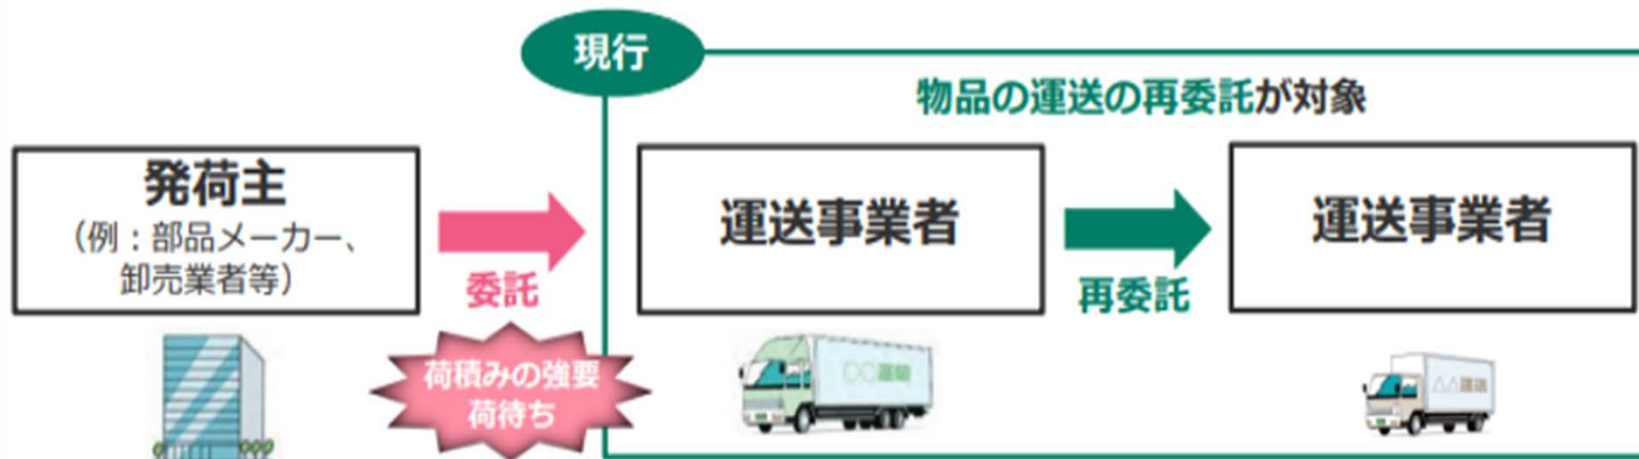 現行
物品の運送の再委託が対象
発荷主
（例：部品メーカー、
卸売業者等）
委託
荷積みの強要
荷待ち
運送事業者
再委託
運送事業者
〇〇運輸
△△運送